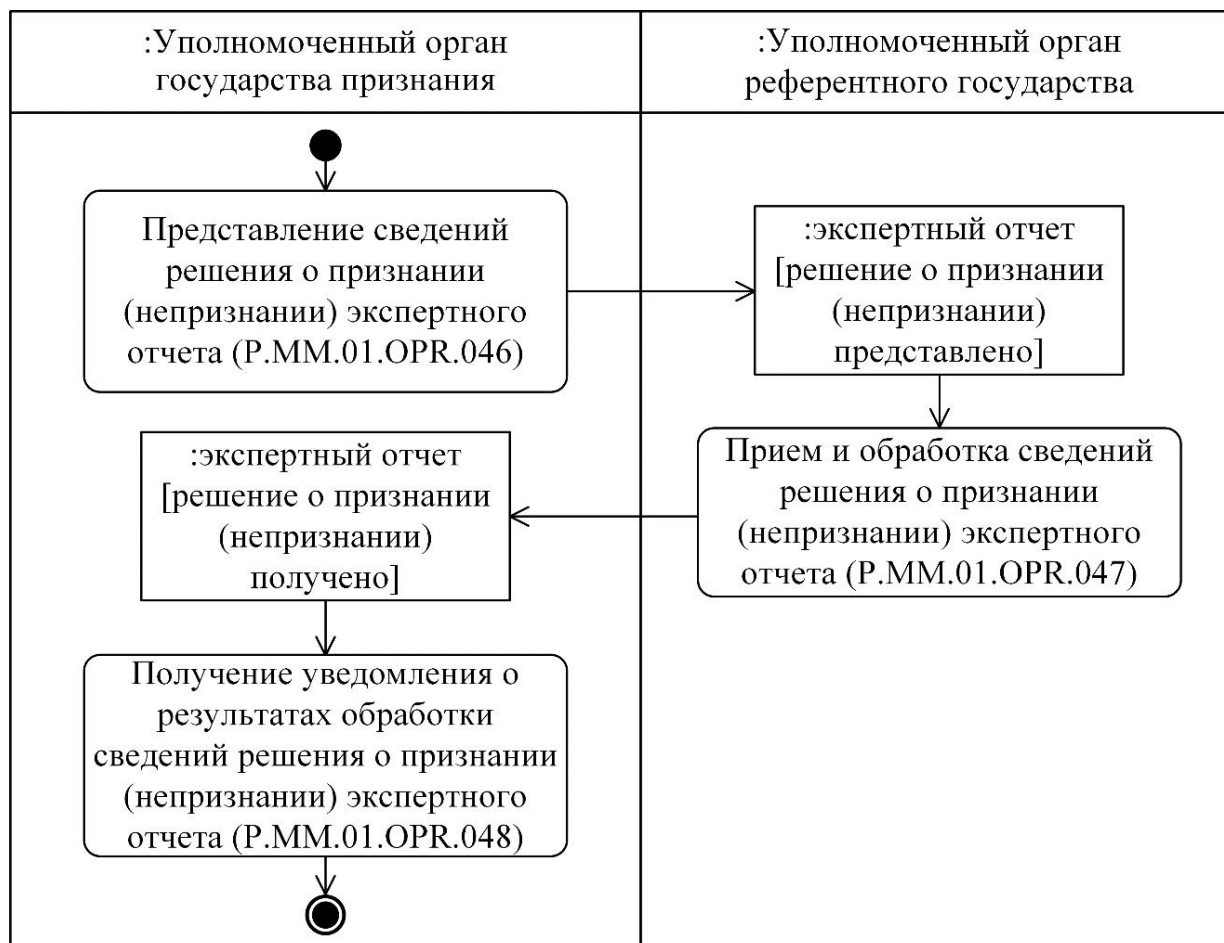 :Уполномоченный орган
государства признания
:Уполномоченный орган
референтного государства
Представление сведений
решения о признании
(непризнании) экспертного
отчета (P.MM.01.OPR.046)
:экспертный отчет
[решение о признании
(непризнании)
представлено]
Прием и обработка сведений
решения о признании
(непризнании) экспертного
отчета (P.MM.01.OPR.047)
:экспертный отчет
[решение о признании
(непризнании)
получено]
Получение уведомления о
результатах обработки
сведений решения о признании
(непризнании) экспертного
отчета (P.MM.01.OPR.048)